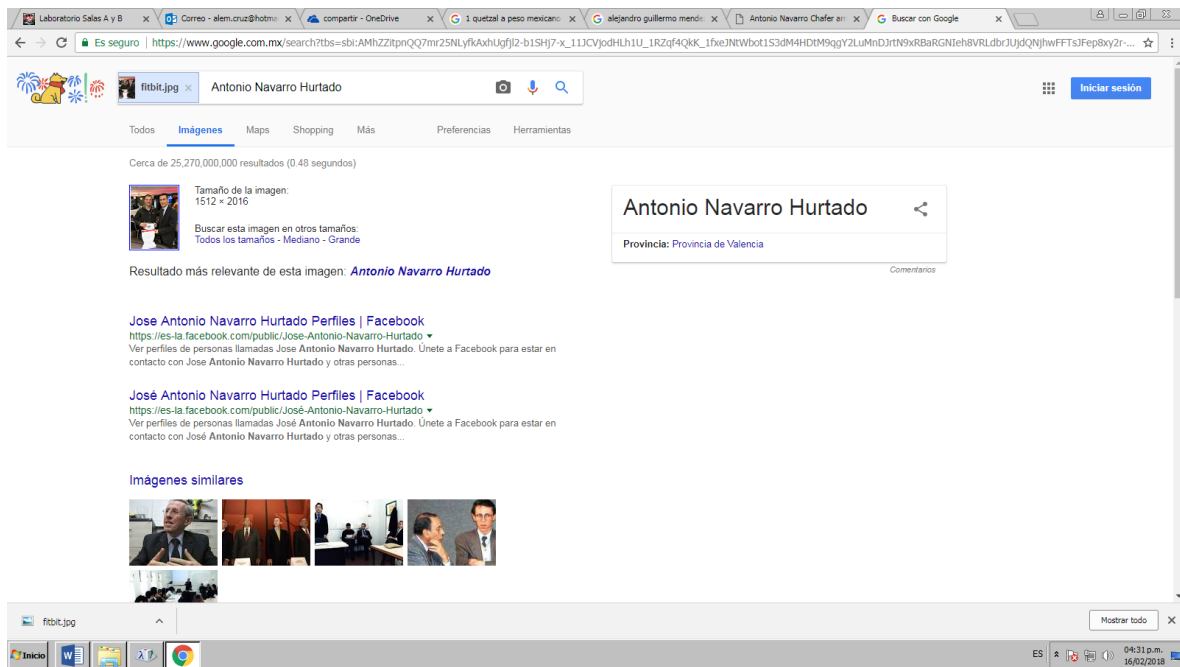 Laboratorio Salas A y B
Correo - alem.cruz@hotma
compartir - OneDrive
1 quetzal a peso mexicano
alejandro guillermo mende
Antonio Navarro Chafer arr
Buscar con Google
Es seguro | https://www.google.com.mx/search?tbs=sbi:
fitbit.jpg × Antonio Navarro Hurtado
Iniciar sesión
Todos Imágenes Maps Shopping Más Preferencias Herramientas
Cerca de 25,270,000,000 resultados (0.48 segundos)
Tamaño de la imagen:
1512 × 2016
Buscar esta imagen en otros tamaños:
Todos los tamaños - Mediano - Grande
Resultado más relevante de esta imagen: Antonio Navarro Hurtado
Antonio Navarro Hurtado
Provincia: Provincia de Valencia
Comentarios
Jose Antonio Navarro Hurtado Perfiles | Facebook
https://es-la.facebook.com/public/Jose-Antonio-Navarro-Hurtado
Ver perfiles de personas llamadas Jose Antonio Navarro Hurtado. Únete a Facebook para estar en
contacto con Jose Antonio Navarro Hurtado y otras personas...
José Antonio Navarro Hurtado Perfiles | Facebook
https://es-la.facebook.com/public/José-Antonio-Navarro-Hurtado
Ver perfiles de personas llamadas José Antonio Navarro Hurtado. Únete a Facebook para estar en
contacto con José Antonio Navarro Hurtado y otras personas...
Imágenes similares
fitbit.jpg
Mostrar todo
Inicio
ES
04:31 p.m.
16/02/2018